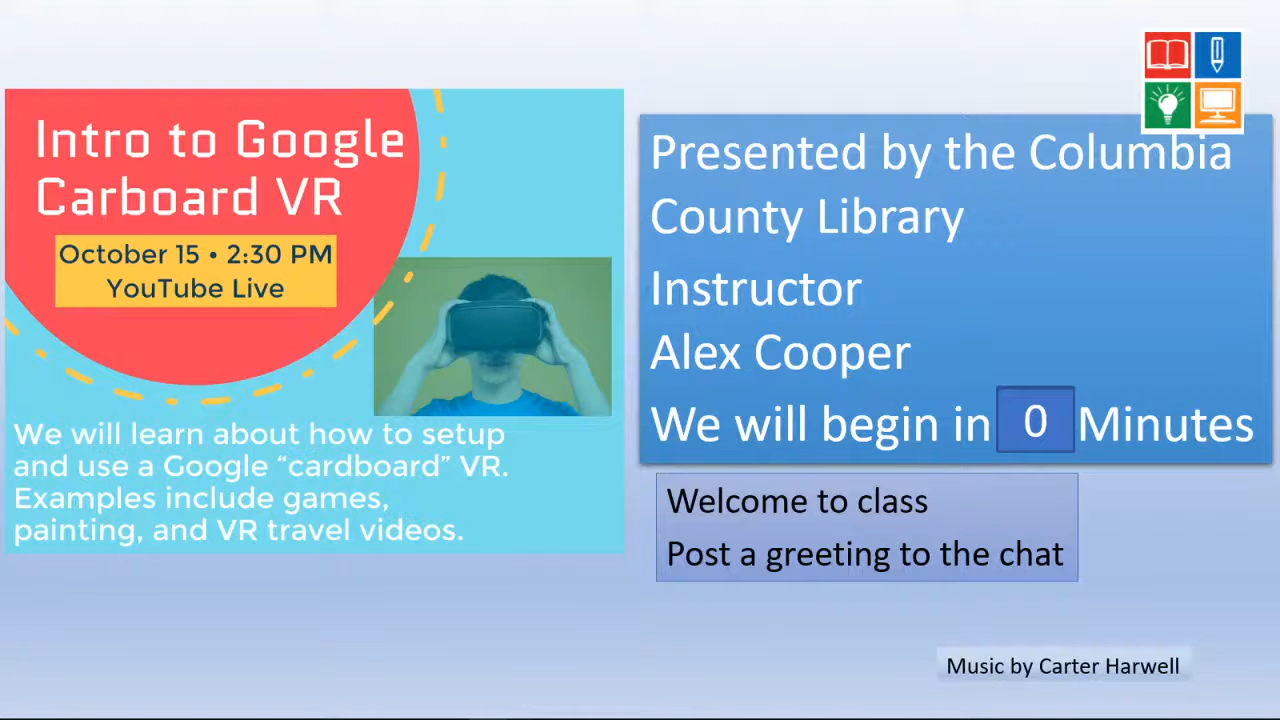 Intro to Google
Carboard VR
October 15 • 2:30 PM
YouTube Live
We will learn about how to setup
and use a Google “cardboard” VR.
Examples include games,
painting, and VR travel videos.
Presented by the Columbia
County Library
Instructor
Alex Cooper
We will begin in 0 Minutes
Welcome to class
Post a greeting to the chat
Music by Carter Harwell